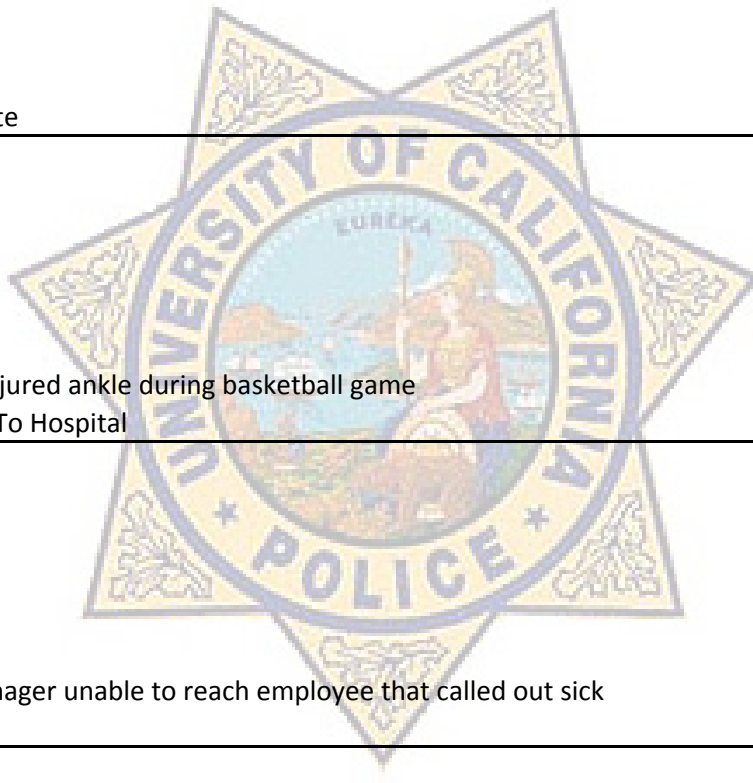 te
UNIVERSITY OF CALIFORNIA
EUREKA
jured ankle during basketball game
To Hospital
★ POLICE ★
nager unable to reach employee that called out sick